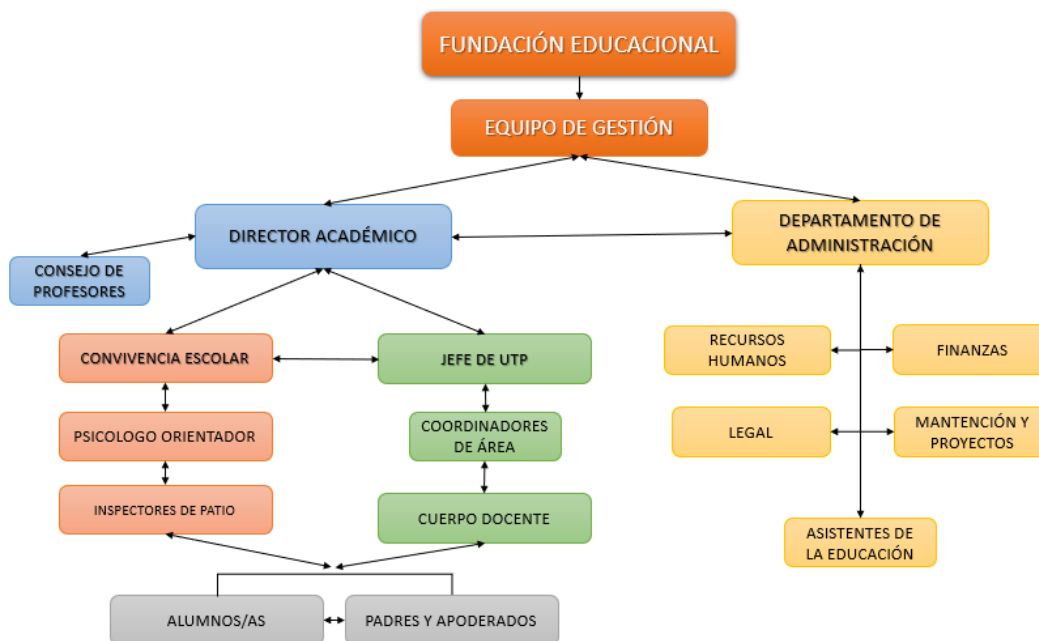 FUNDACIÓN EDUCACIONAL
EQUIPO DE GESTIÓN
DIRECTOR ACADÉMICO
DEPARTAMENTO DE
ADMINISTRACIÓN
CONSEJO DE
PROFESORES
CONVIVENCIA ESCOLAR
JEFE DE UTP
RECURSOS
HUMANOS
FINANZAS
PSICOLOGO ORIENTADOR
COORDINADORES
DE ÁREA
LEGAL
MANTENCIÓN Y
PROYECTOS
INSPECTORES DE PATIO
CUERPO DOCENTE
ASISTENTES DE
LA EDUCACIÓN
ALUMNOS/AS
PADRES Y APODERADOS